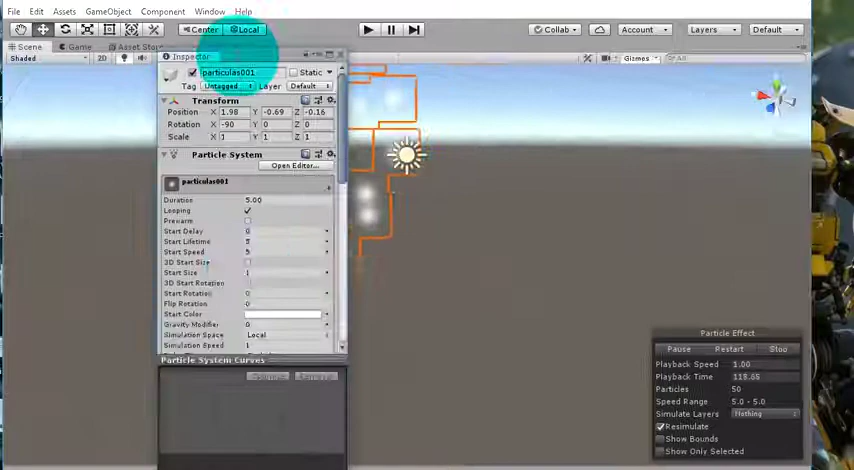 File Edit Assets GameObject Component Window Help
Center Local Collab Account Layers Default
Scene Game Asset Store
Shaded 2D Gizmos All
Inspector
particulas001 Static
Tag Untagged Layer Default
Transform
Position X 1.98 Y -0.69 Z -0.16
Rotation X -90 Y 0 Z 0
Scale X 1 Y 1 Z 1
Particle System
Open Editor...
particulas001
Duration 5.00
Looping
Prewarm
Start Delay 0
Start Lifetime 5
Start Speed 5
3D Start Size
Start Size 1
3D Start Rotation
Start Rotation 0
Flip Rotation 0
Start Color
Gravity Modifier 0
Simulation Space Local
Simulation Speed 1
Particle System Curves
Optimize Remove
Particle Effect
Pause Restart Stop
Playback Speed 1.00
Playback Time 118.65
Particles 50
Speed Range 5.0 - 5.0
Simulate Layers Nothing
Resimulate
Show Bounds
Show Only Selected